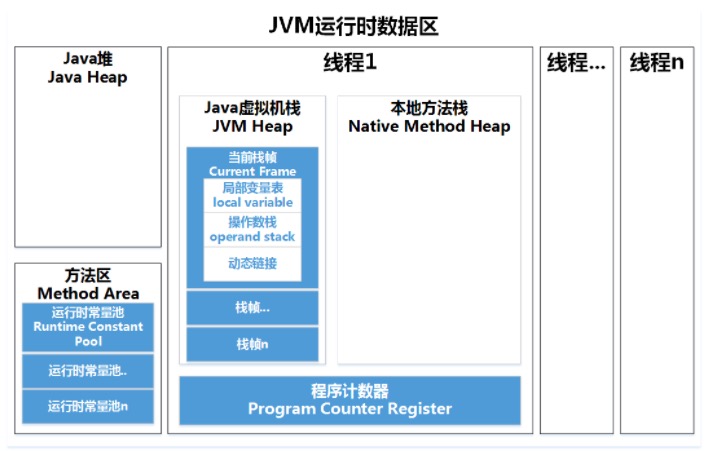 JVM运行时数据区
Java堆
Java Heap
方法区
Method Area
运行时常量池
Runtime Constant
Pool
运行时常量池..
运行时常量池n
线程1
Java虚拟机栈
JVM Heap
当前栈帧
Current Frame
局部变量表
local variable
操作数栈
operand stack
动态链接
栈帧...
栈帧n
本地方法栈
Native Method Heap
程序计数器
Program Counter Register
线程...
线程n